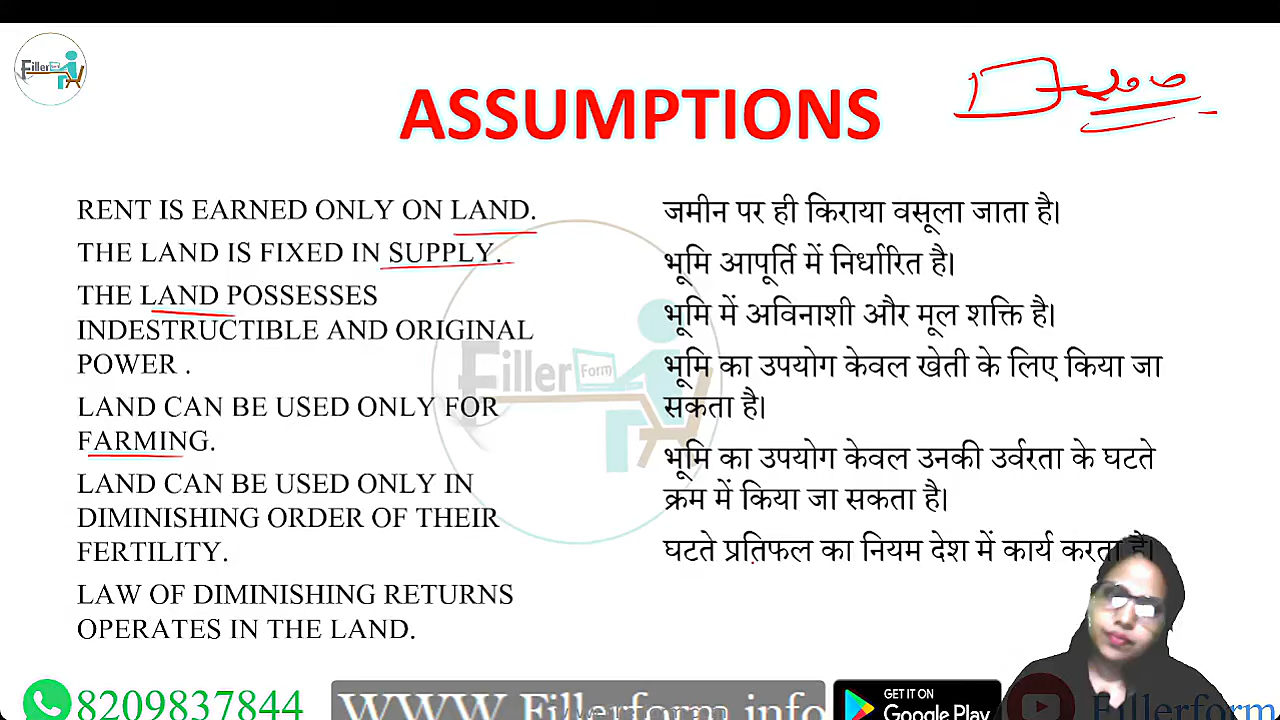 Filler
ASSUMPTIONS
RENT IS EARNED ONLY ON LAND.
THE LAND IS FIXED IN SUPPLY.
THE LAND POSSESSES
INDESTRUCTIBLE AND ORIGINAL
POWER .
LAND CAN BE USED ONLY FOR
FARMING.
LAND CAN BE USED ONLY IN
DIMINISHING ORDER OF THEIR
FERTILITY.
LAW OF DIMINISHING RETURNS
OPERATES IN THE LAND.
जमीन पर ही किराया वसूला जाता है।
भूमि आपूर्ति में निर्धारित है।
भूमि में अविनाशी और मूल शक्ति है।
भूमि का उपयोग केवल खेती के लिए किया जा
सकता है।
भूमि का उपयोग केवल उनकी उर्वरता के घटते
क्रम में किया जा सकता है।
घटते प्रतिफल का नियम देश में कार्य करता है।
Filler Form
8209837844
WWW.Fillerform.info
GET IT ON
Google Play
Fillerform